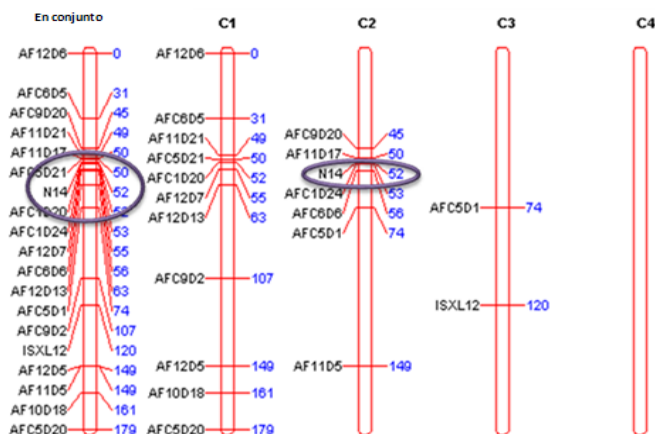 En conjunto
AF12D6 0
AFC6D5 31
AFC9D20 45
AF11D21 49
AF11D17 50
AFC5D21 50
N14 52
AFC1D20 52
AFC1D24 53
AF12D7 55
AFC6D6 56
AF12D13 63
AFC5D1 74
AFC9D2 107
ISXL12 120
AF12D5 149
AF11D5 149
AF10D18 161
AFC5D20 179
C1
AF12D6 0
AFC6D5 31
AF11D21 49
AFC5D21 50
AFC1D20 52
AF12D7 55
AF12D13 63
AFC9D2 107
AF12D5 149
AF10D18 161
AFC5D20 179
C2
AFC9D20 45
AF11D17 50
N14 52
AFC1D24 53
AFC6D6 56
AFC5D1 74
AF11D5 149
C3
AFC5D1 74
ISXL12 120
C4